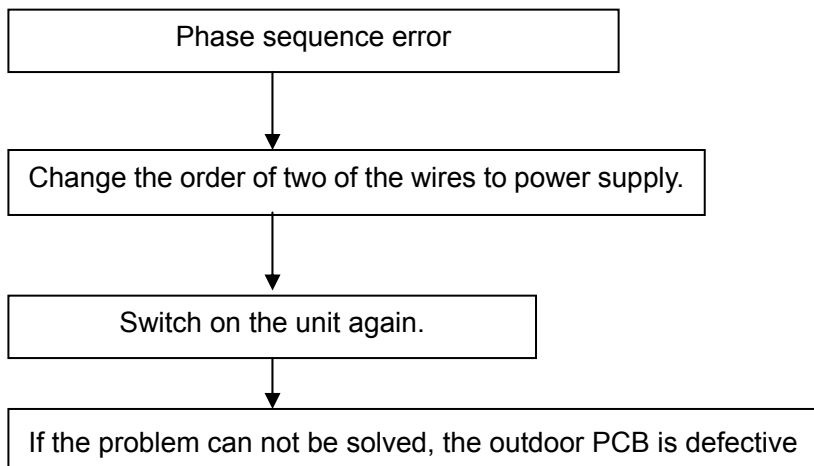 Phase sequence error
Change the order of two of the wires to power supply.
Switch on the unit again.
If the problem can not be solved, the outdoor PCB is defective